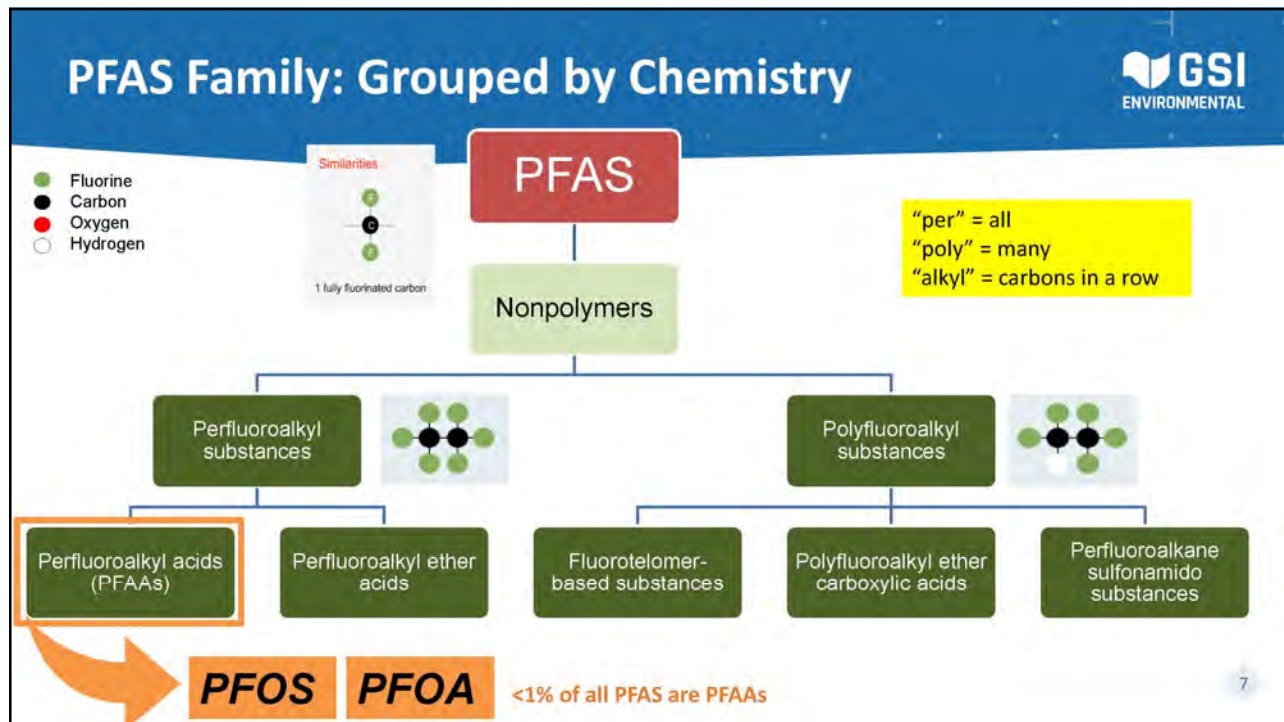 PFAS Family: Grouped by Chemistry
GSI
ENVIRONMENTAL
Fluorine
Carbon
Oxygen
Hydrogen
Similarities
F
C
F
1 fully fluorinated carbon
PFAS
"per" = all
"poly" = many
"alkyl" = carbons in a row
Nonpolymers
Perfluoroalkyl
substances
Polyfluoroalkyl
substances
Perfluoroalkyl acids
(PFAAs)
Perfluoroalkyl ether
acids
Fluorotelomer-
based substances
Polyfluoroalkyl ether
carboxylic acids
Perfluoroalkane
sulfonamido
substances
PFOS
PFOA
<1% of all PFAS are PFAAs
7